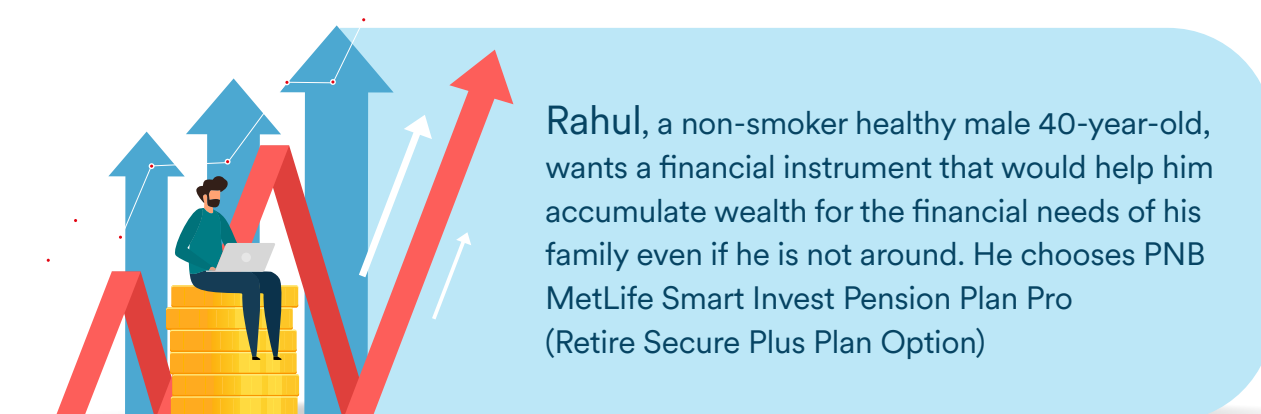 Rahul, a non-smoker healthy male 40-year-old,
wants a financial instrument that would help him
accumulate wealth for the financial needs of his
family even if he is not around. He chooses PNB
MetLife Smart Invest Pension Plan Pro
(Retire Secure Plus Plan Option)